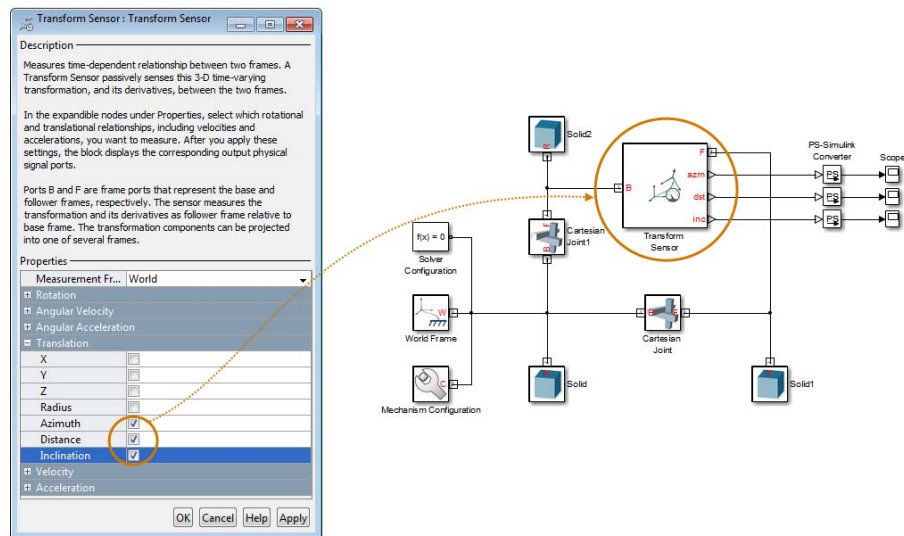 Transform Sensor : Transform Sensor
Description
Measures time-dependent relationship between two frames. A
Transform Sensor passively senses this 3-D time-varying
transformation, and its derivatives, between the two frames.
In the expandible nodes under Properties, select which rotational
and translational relationships, including velocities and
accelerations, you want to measure. After you apply these
settings, the block displays the corresponding output physical
signal ports.
Ports B and F are frame ports that represent the base and
follower frames, respectively. The sensor measures the
transformation and its derivatives as follower frame relative to
base frame. The transformation components can be projected
into one of several frames.
Properties
Measurement Fr... World
Rotation
Angular Velocity
Angular Acceleration
Translation
X
Y
Z
Radius
Azimuth
Distance
Inclination
Velocity
Acceleration
OK Cancel Help Apply
R
Solid2
B
F
azm
dst
inc
Transform
Sensor
PS-Simulink
Converter
PS
PS
PS
Scope
B F
Cartesian
Joint1
f(x) = 0
Solver
Configuration
W
World Frame
C
Mechanism Configuration
B F
Cartesian
Joint
R
Solid
R
Solid1